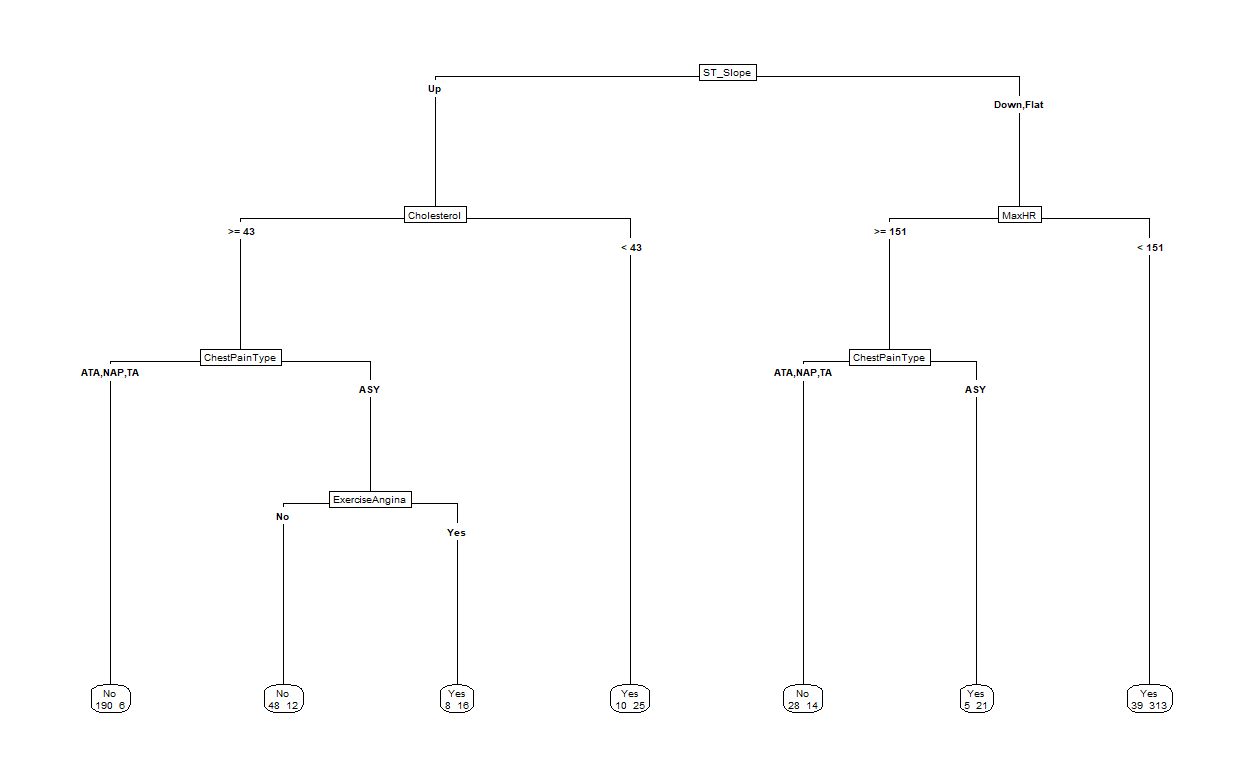 ST_Slope
Up
Down,Flat
Cholesterol
MaxHR
>= 43
>= 151
< 43
< 151
ChestPainType
ChestPainType
ATA,NAP,TA
ATA,NAP,TA
ASY
ASY
ExerciseAngina
No
Yes
No
No
Yes
Yes
No
Yes
Yes
190 6
48 12
8 16
10 25
28 14
5 21
39 313